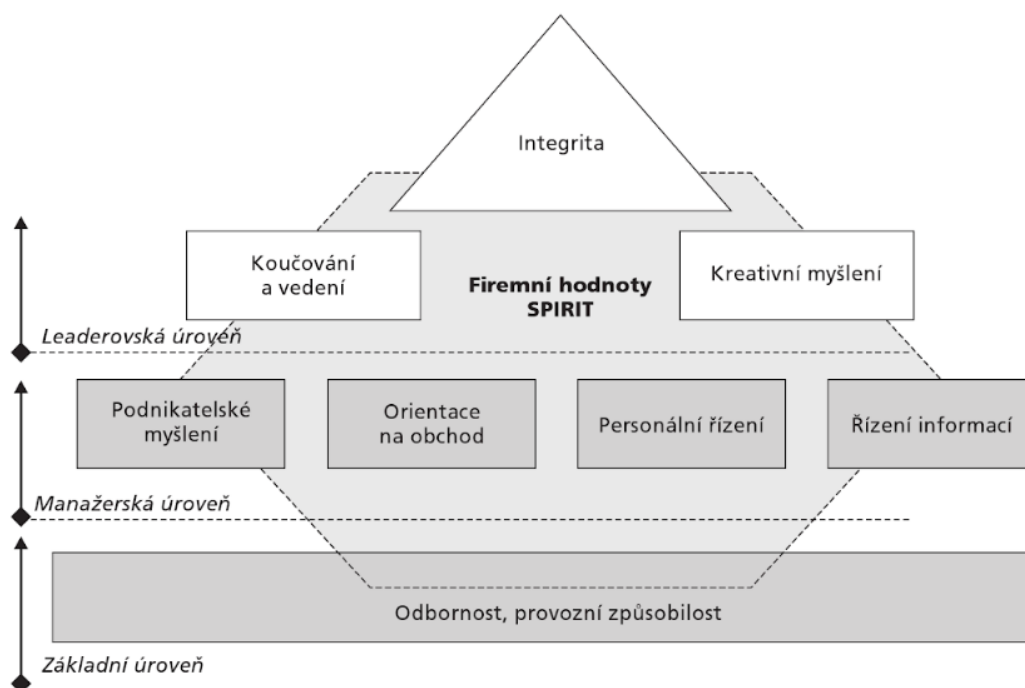 Integrita
Koučování
a vedení
Firemní hodnoty
SPIRIT
Kreativní myšlení
Leaderovská úroveň
Podnikatelské
myšlení
Orientace
na obchod
Personální řízení
Řízení informací
Manažerská úroveň
Odbornost, provozní způsobilost
Základní úroveň